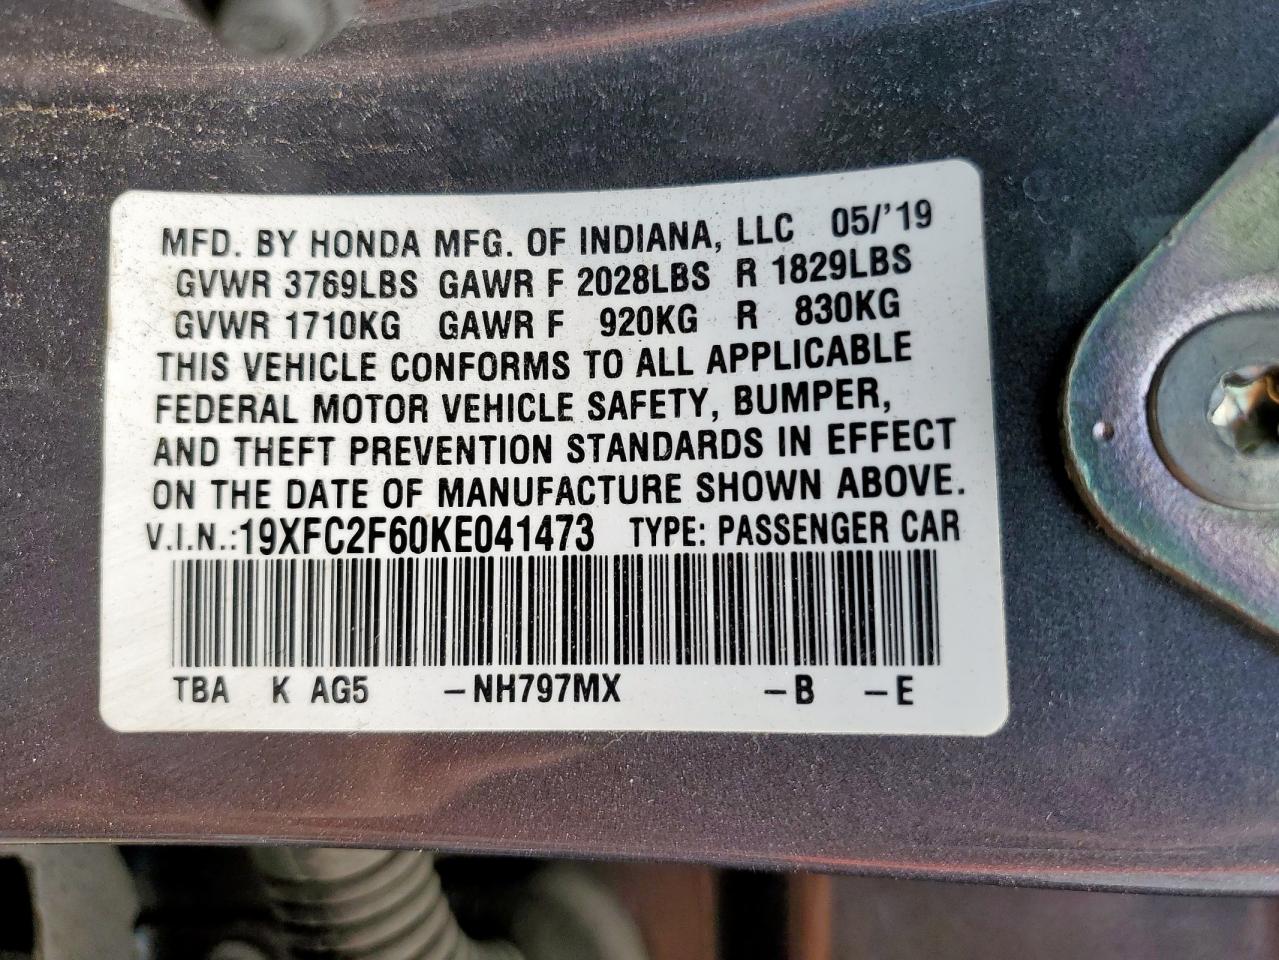 MFD. BY HONDA MFG. OF INDIANA, LLC 05/'19
GVWR 3769LBS GAWR F 2028LBS R 1829LBS
GVWR 1710KG GAWR F 920KG R 830KG
THIS VEHICLE CONFORMS TO ALL APPLICABLE
FEDERAL MOTOR VEHICLE SAFETY, BUMPER,
AND THEFT PREVENTION STANDARDS IN EFFECT
ON THE DATE OF MANUFACTURE SHOWN ABOVE.
V.I.N.:19XFC2F60KE041473 TYPE: PASSENGER CAR
TBA K AG5 –NH797MX –B –E